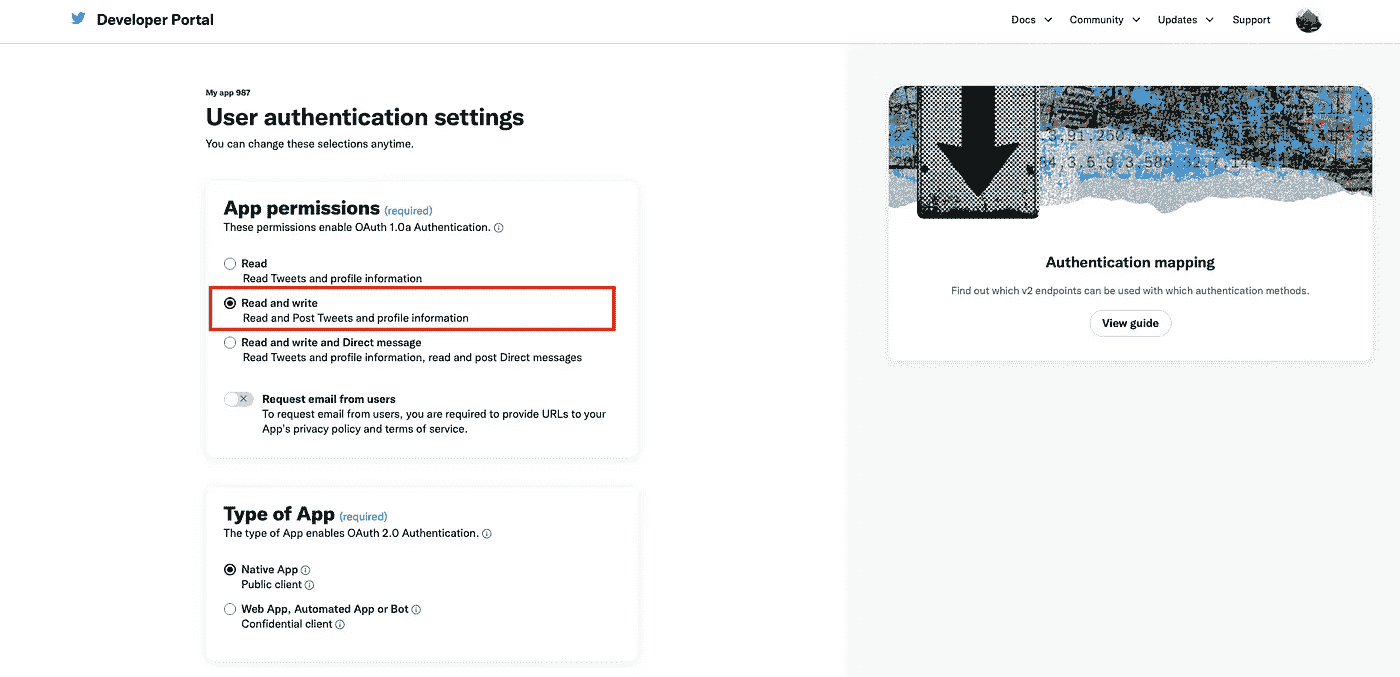 Developer Portal
Docs
Community
Updates
Support
My app 987
User authentication settings
You can change these selections anytime.
App permissions (required)
These permissions enable OAuth 1.0a Authentication.
Read
Read Tweets and profile information
Read and write
Read and Post Tweets and profile information
Read and write and Direct message
Read Tweets and profile information, read and post Direct messages
Request email from users
To request email from users, you are required to provide URLs to your
App's privacy policy and terms of service.
Type of App (required)
The type of App enables OAuth 2.0 Authentication.
Native App
Public client
Web App, Automated App or Bot
Confidential client
Authentication mapping
Find out which v2 endpoints can be used with which authentication methods.
View guide